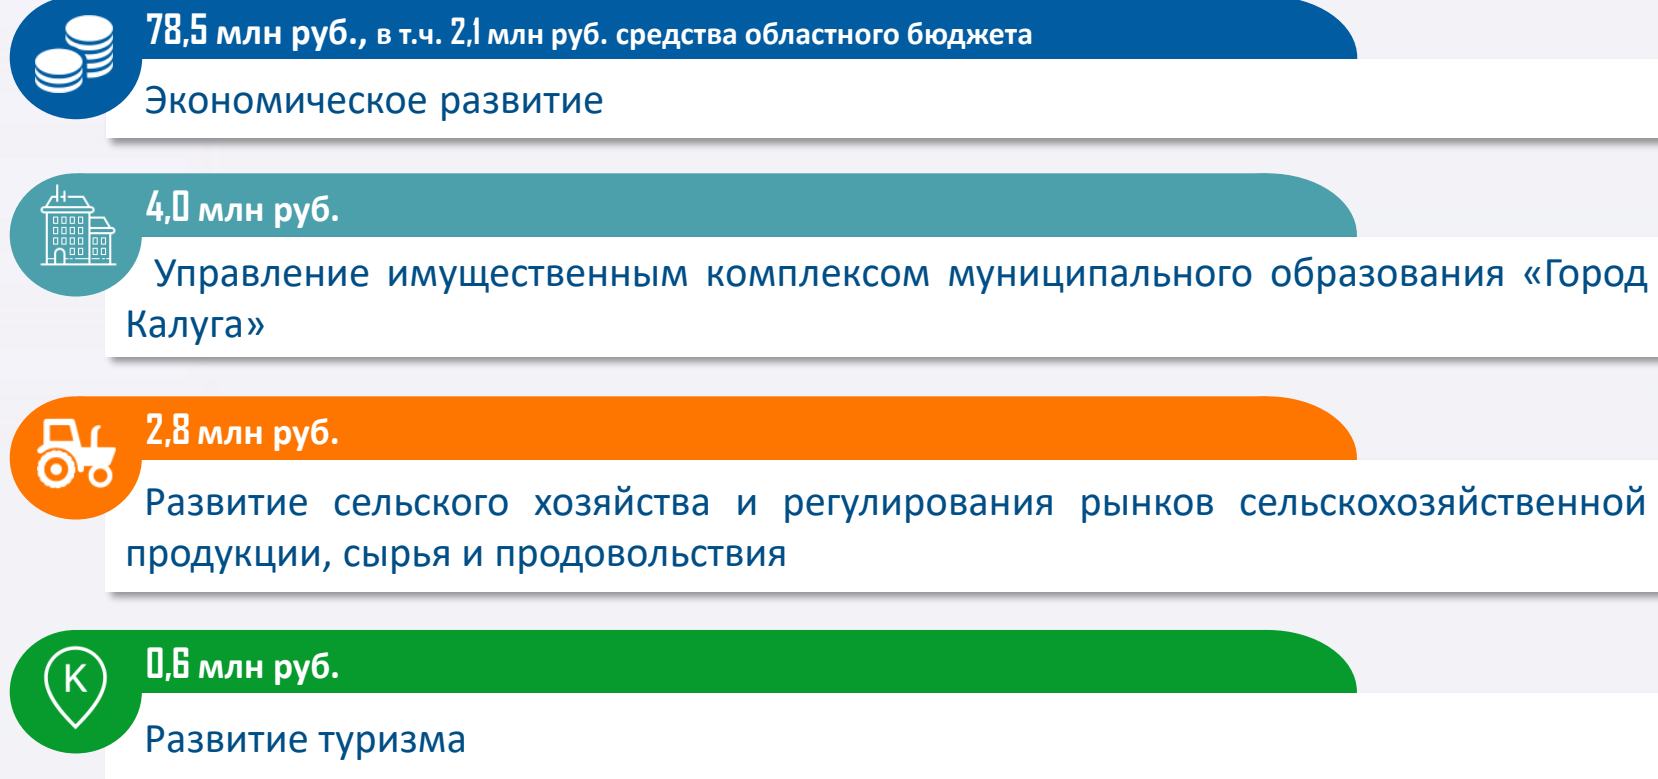 78,5 млн руб., в т.ч. 2,1 млн руб. средства областного бюджета
Экономическое развитие
4,0 млн руб.
Управление имущественным комплексом муниципального образования «Город
Калуга»
2,8 млн руб.
Развитие сельского хозяйства и регулирования рынков сельскохозяйственной
продукции, сырья и продовольствия
0,6 млн руб.
К
Развитие туризма